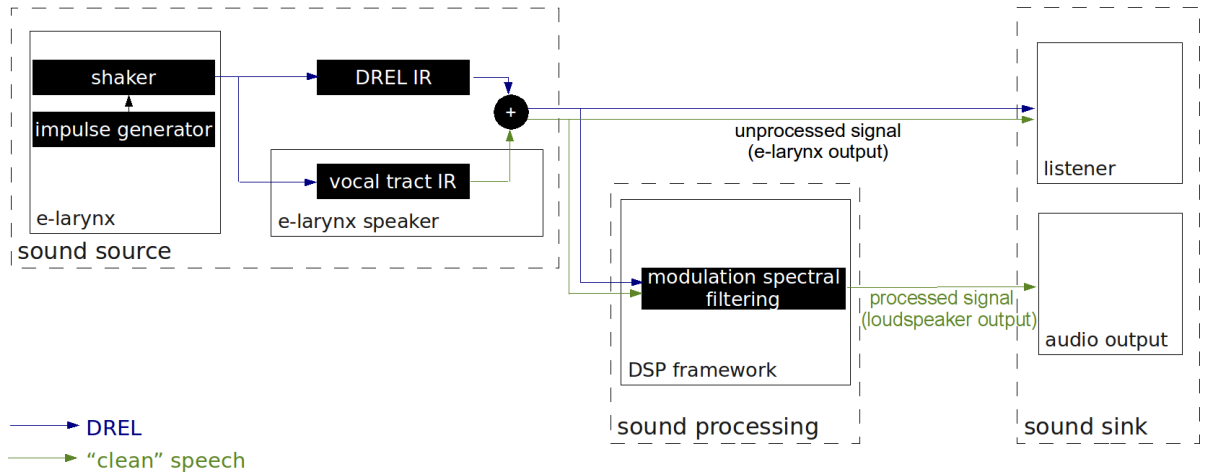 shaker
DREL IR
impulse generator
+
unprocessed signal
(e-larynx output)
vocal tract IR
listener
e-larynx
e-larynx speaker
sound source
modulation spectral
filtering
processed signal
(loudspeaker output)
audio output
DSP framework
sound processing
sound sink
DREL
“clean” speech